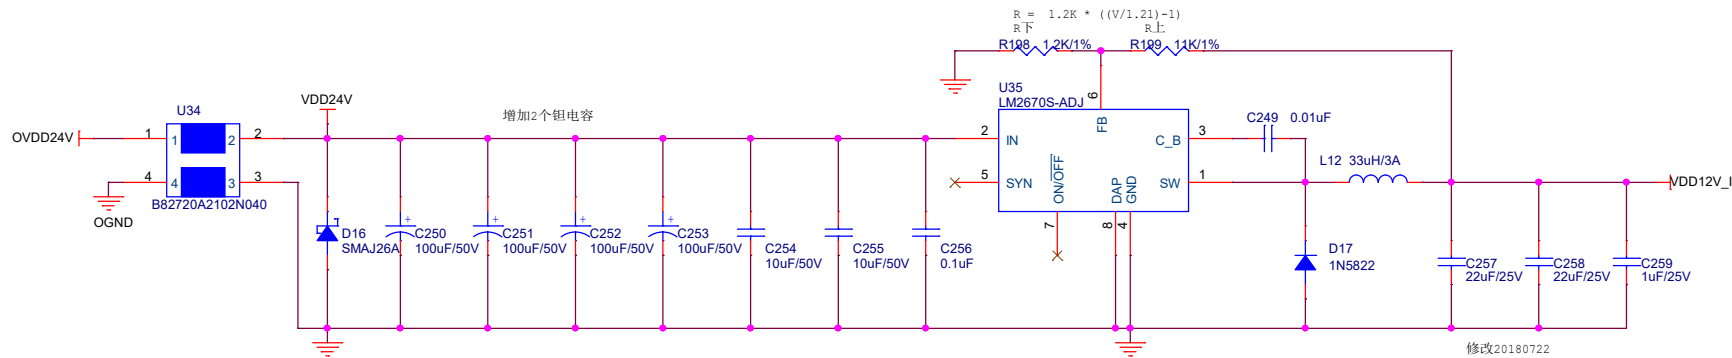 R = 1.2K * ((V/1.21)-1)
R下
R上
R198 1.2K/1%
R199 11K/1%
U34
VDD24V
增加2个钽电容
U35
LM2670S-ADJ
6
FB
C249 0.01uF
OVDD24V
1
1
2
2
2
IN
C_B
3
L12 33uH/3A
4
4
3
3
5
SYN
ON/OFF
DAP
GND
SW
1
VDD12V_I
B82720A2102N040
OGND
7
8
4
D16
SMAJ26A
+
C250
100uF/50V
+
C251
100uF/50V
+
C252
100uF/50V
+
C253
100uF/50V
C254
10uF/50V
C255
10uF/50V
C256
0.1uF
D17
1N5822
C257
22uF/25V
C258
22uF/25V
C259
1uF/25V
修改20180722